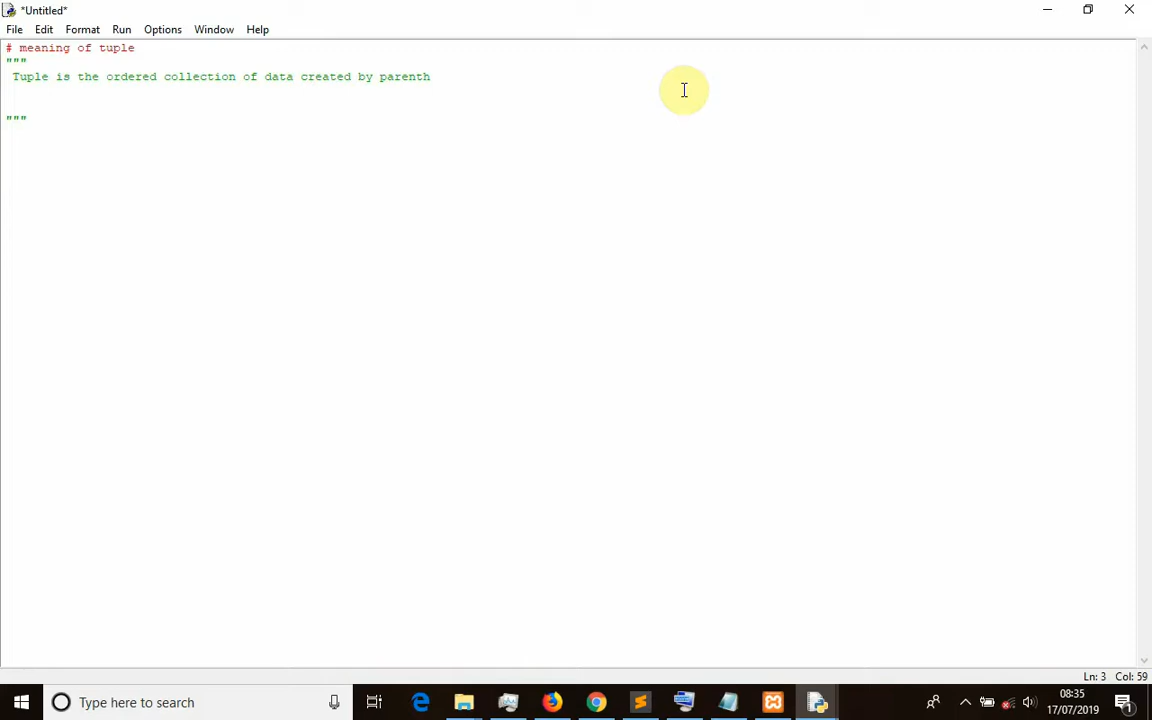 *Untitled*
File Edit Format Run Options Window Help
# meaning of tuple
"""
Tuple is the ordered collection of data created by parenth
"""
Ln: 3 Col: 59
Type here to search
08:35
17/07/2019
1